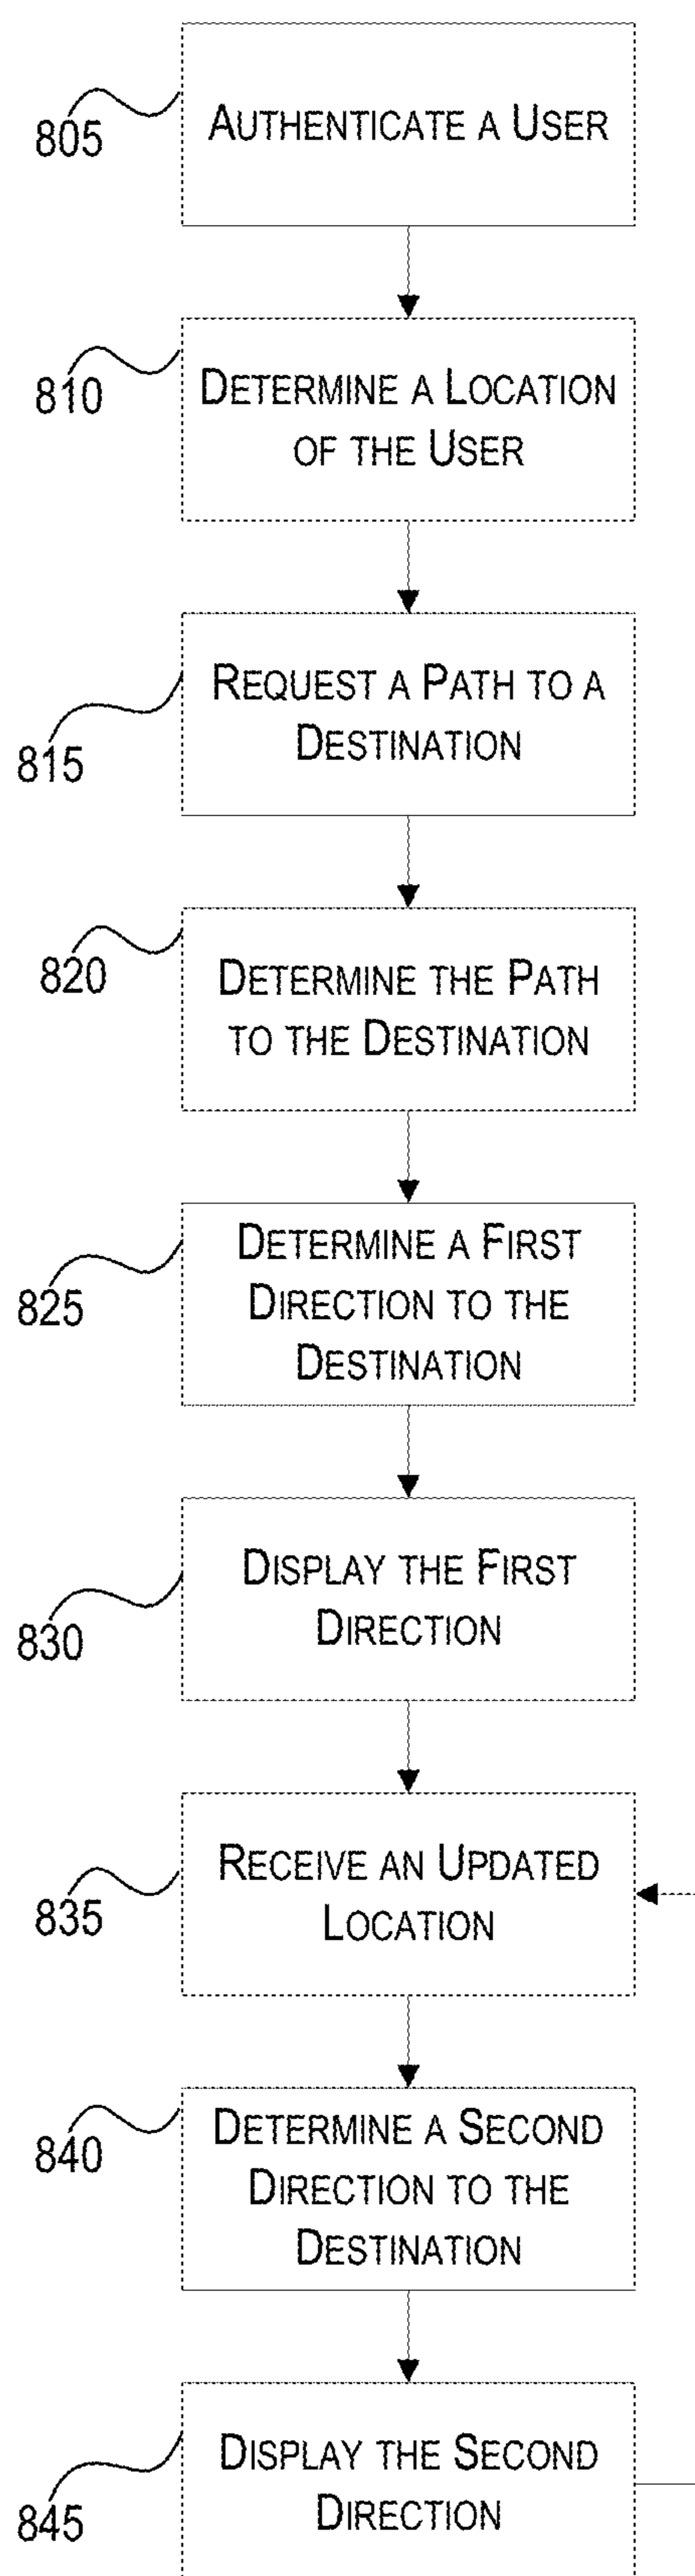 AUTHENTICATE A USER
805
DETERMINE A LOCATION
OF THE USER
810
REQUEST A PATH TO A
DESTINATION
815
DETERMINE THE PATH
TO THE DESTINATION
820
DETERMINE A FIRST
DIRECTION TO THE
DESTINATION
825
DISPLAY THE FIRST
DIRECTION
830
RECEIVE AN UPDATED
LOCATION
835
DETERMINE A SECOND
DIRECTION TO THE
DESTINATION
840
DISPLAY THE SECOND
DIRECTION
845